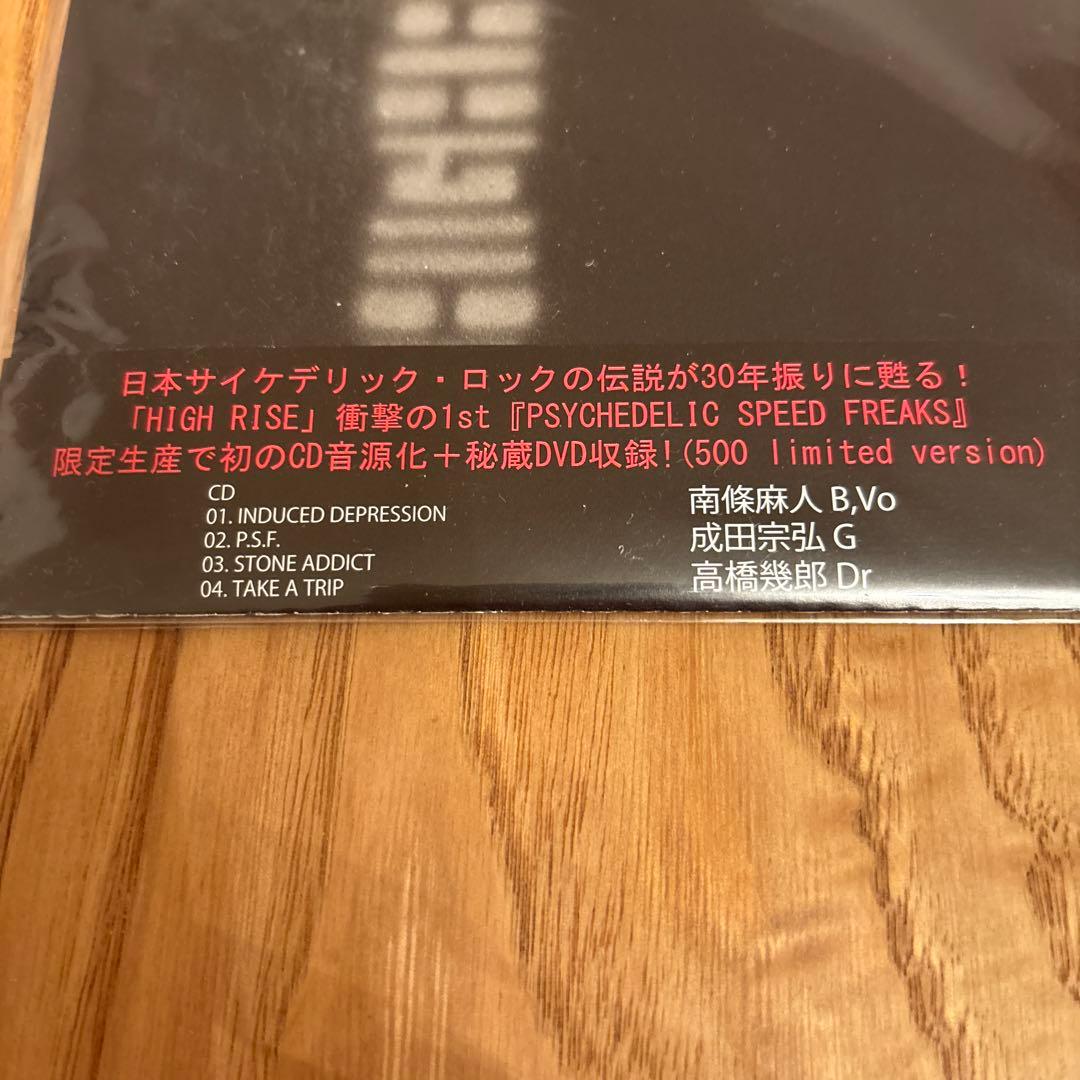 日本サイケデリック・ロックの伝説が30年振りに甦る!
「HIGH RISE」衝撃の1st『PSYCHEDELIC SPEED FREAKS』
限定生産で初のCD音源化＋秘蔵DVD収録!(500 limited version)
CD
01. INDUCED DEPRESSION
02. P.S.F.
03. STONE ADDICT
04. TAKE A TRIP
南條麻人 B,Vo
成田宗弘 G
高橋幾郎 Dr